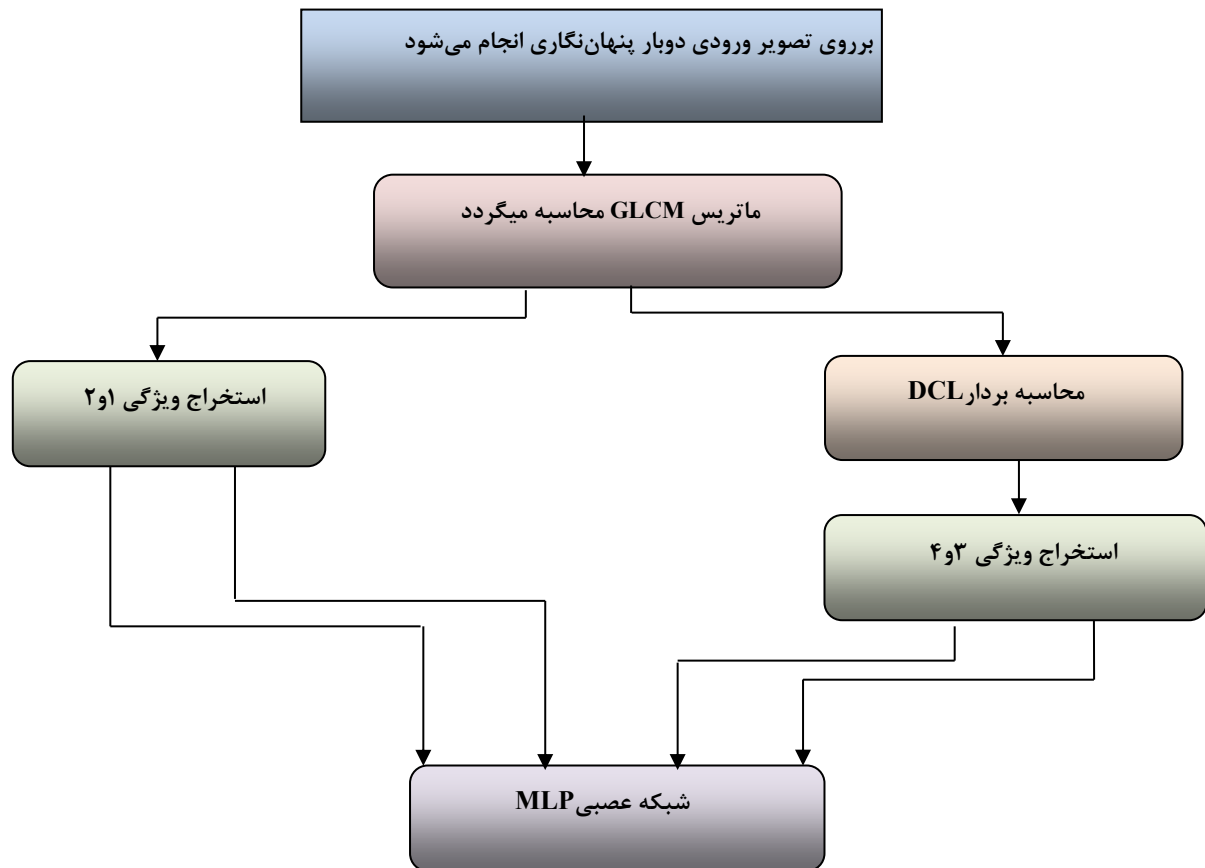 برروی تصویر ورودی دوبار پنهان‌نگاری انجام می‌شود
ماتریس GLCM محاسبه میگردد
محاسبه بردار DCL
استخراج ویژگی ۱و۲
استخراج ویژگی ۳و۴
شبکه عصبی MLP